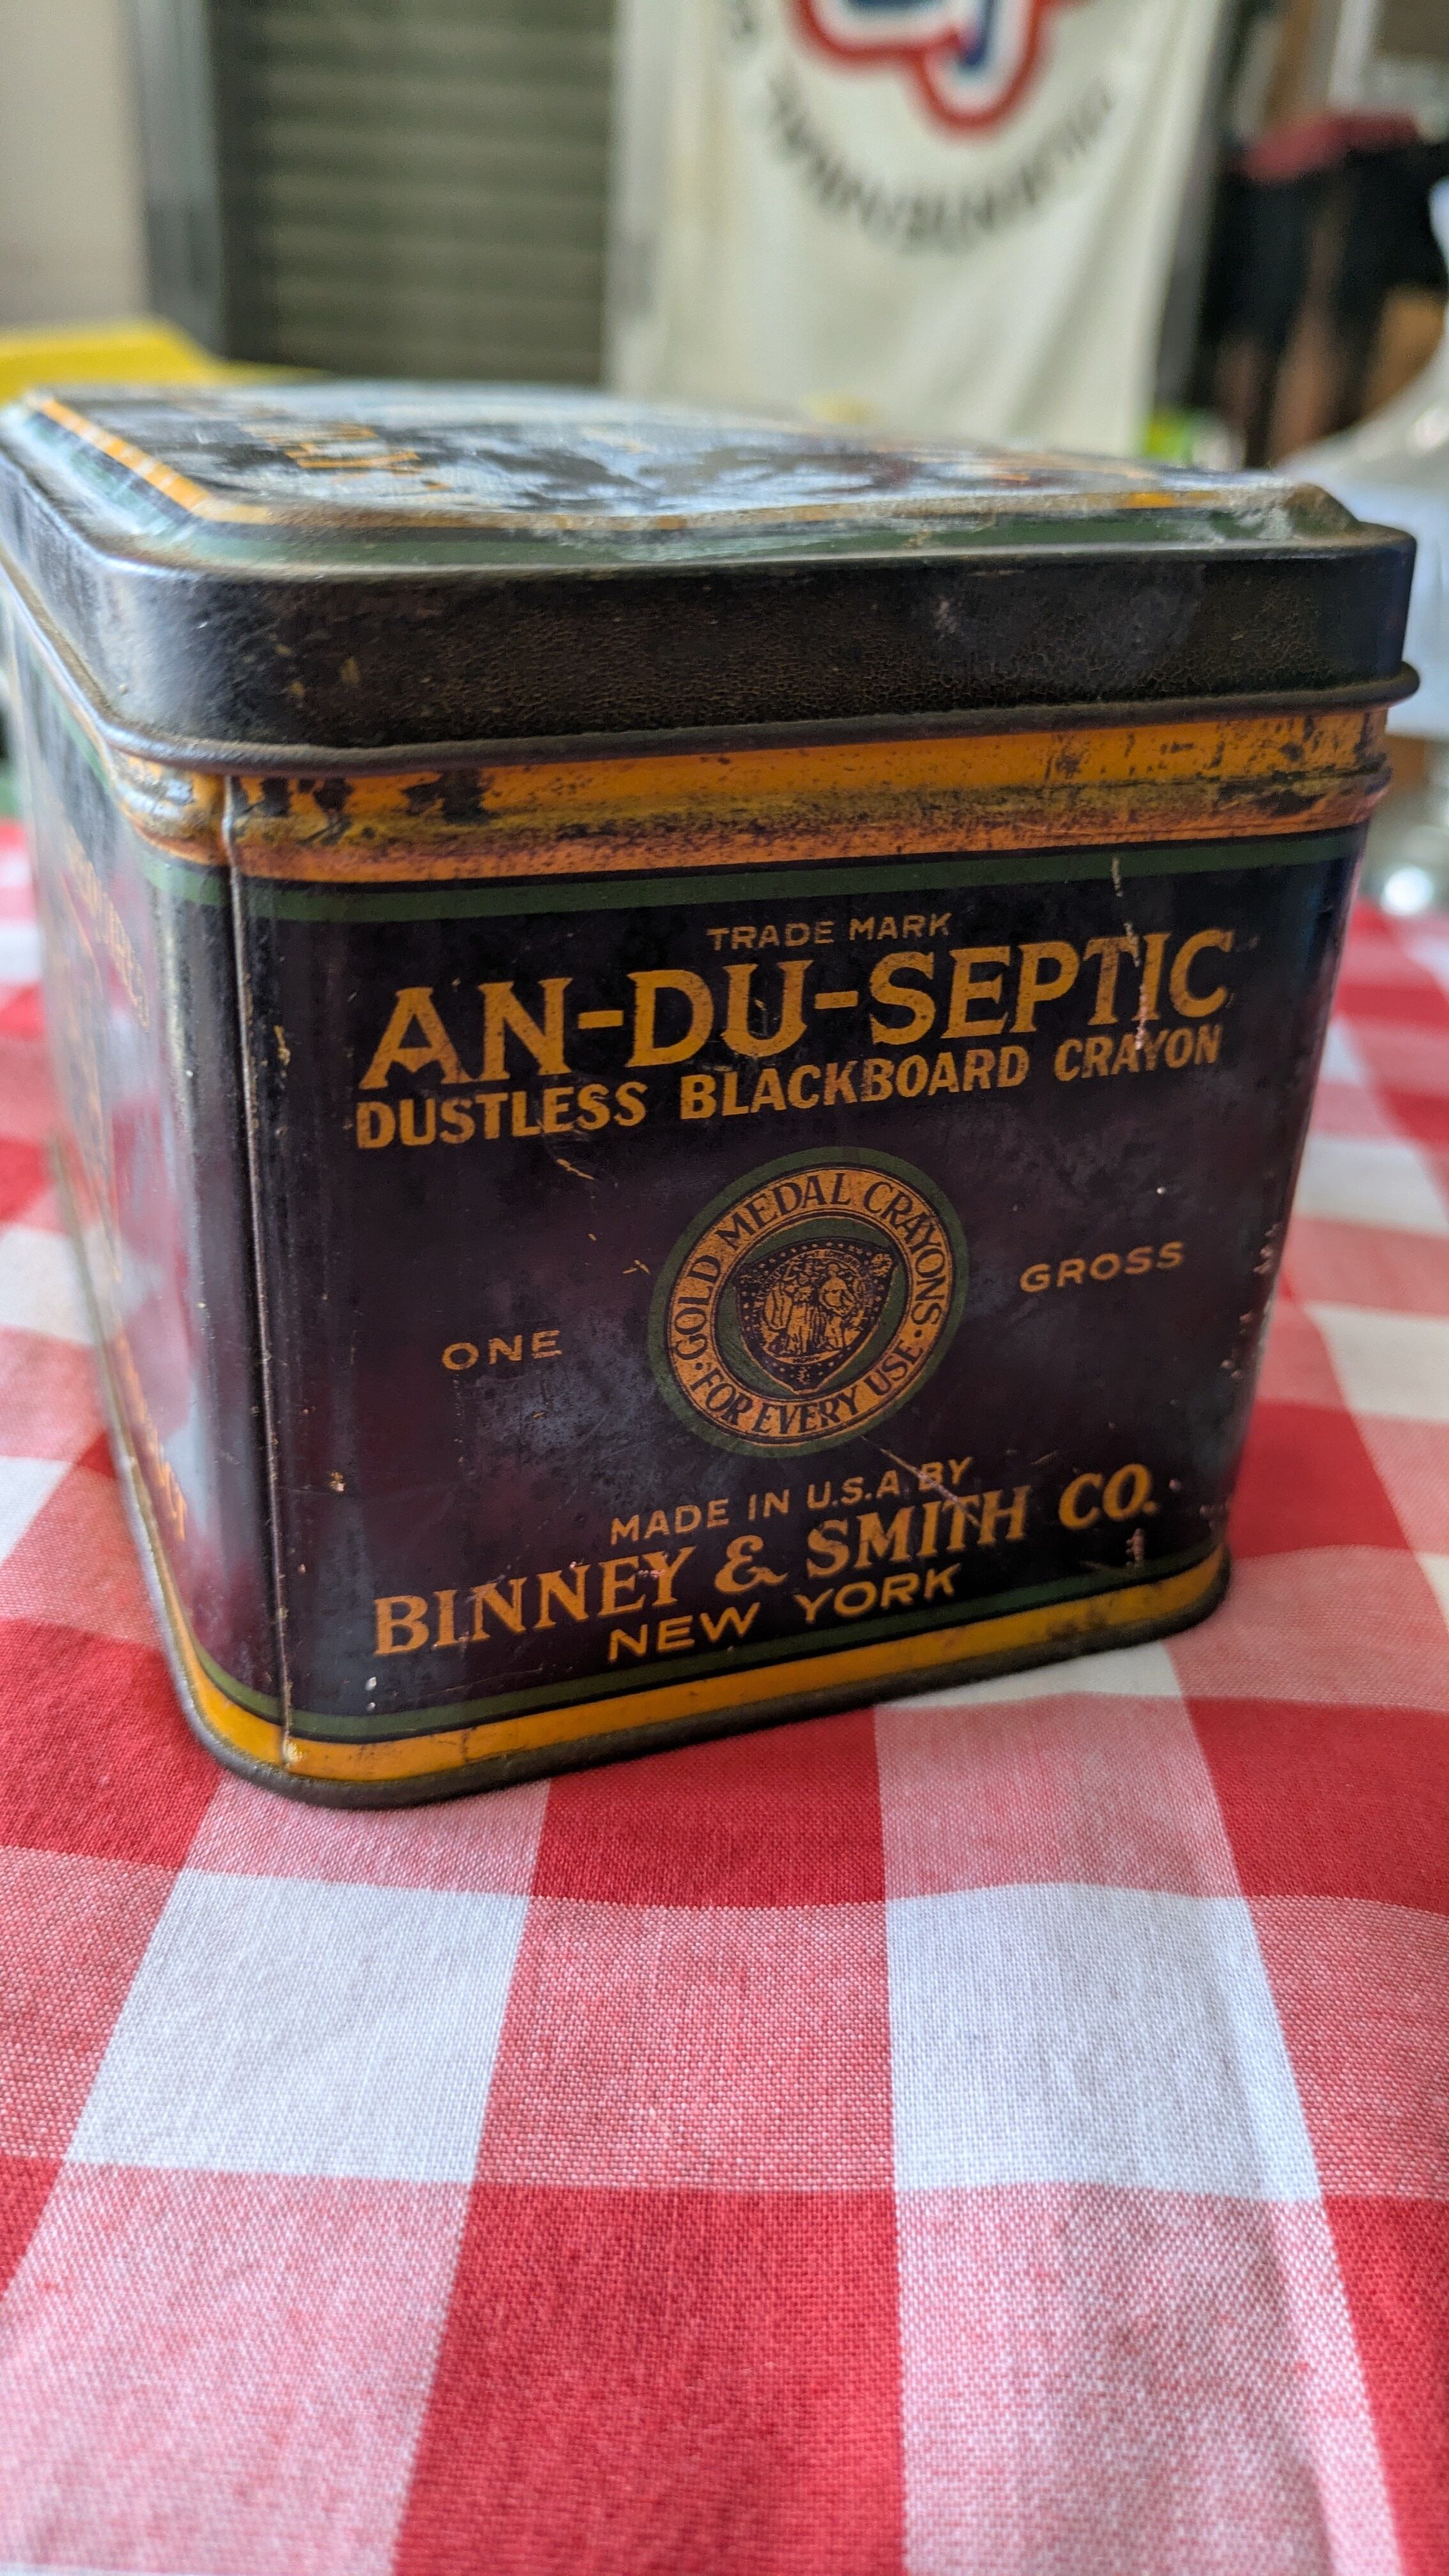 TRADE MARK
AN-DU-SEPTIC
DUSTLESS BLACKBOARD CRAYON
GOLD MEDAL CRAYONS
· FOR EVERY USE ·
ONE GROSS
MADE IN U.S.A. BY
BINNEY & SMITH CO.
NEW YORK